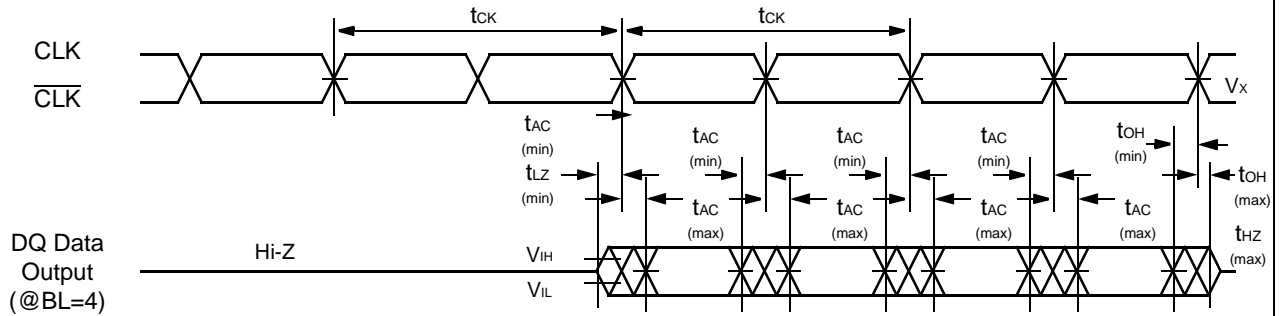 tCK tCK
CLK
CLK
VX
tAC
(min)
tAC
(min)
tAC
(min)
tAC
(min)
tOH
(min)
tLZ
(min)
tOH
(max)
tAC
(max)
tAC
(max)
tAC
(max)
tAC
(max)
tHZ
(max)
DQ Data
Output
(@BL=4)
Hi-Z
VIH
VIL